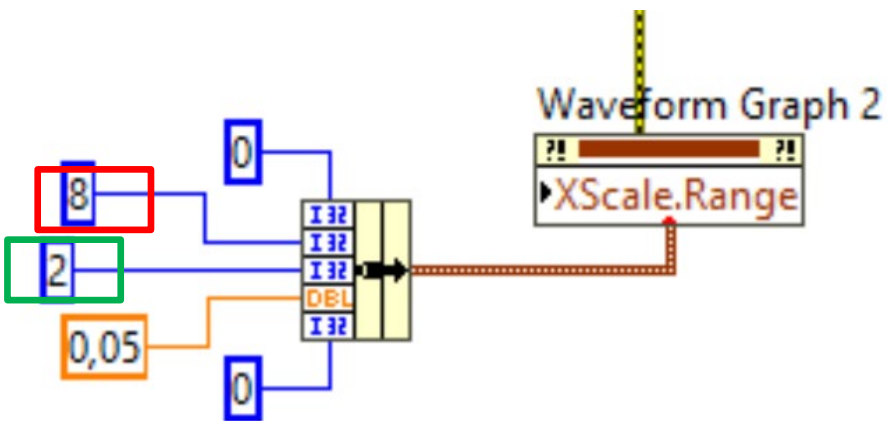 Waveform Graph 2
0
?!
?!
8
I32
XScale.Range
I32
2
I32
DBL
0,05
I32
0